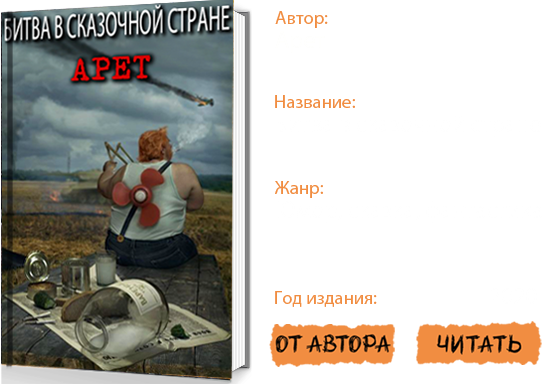 БИТВА В СКАЗОЧНОЙ СТРАНЕ
АРЕТ
Автор:
Название:
Жанр:
Год издания:
ОТ АВТОРА
ЧИТАТЬ